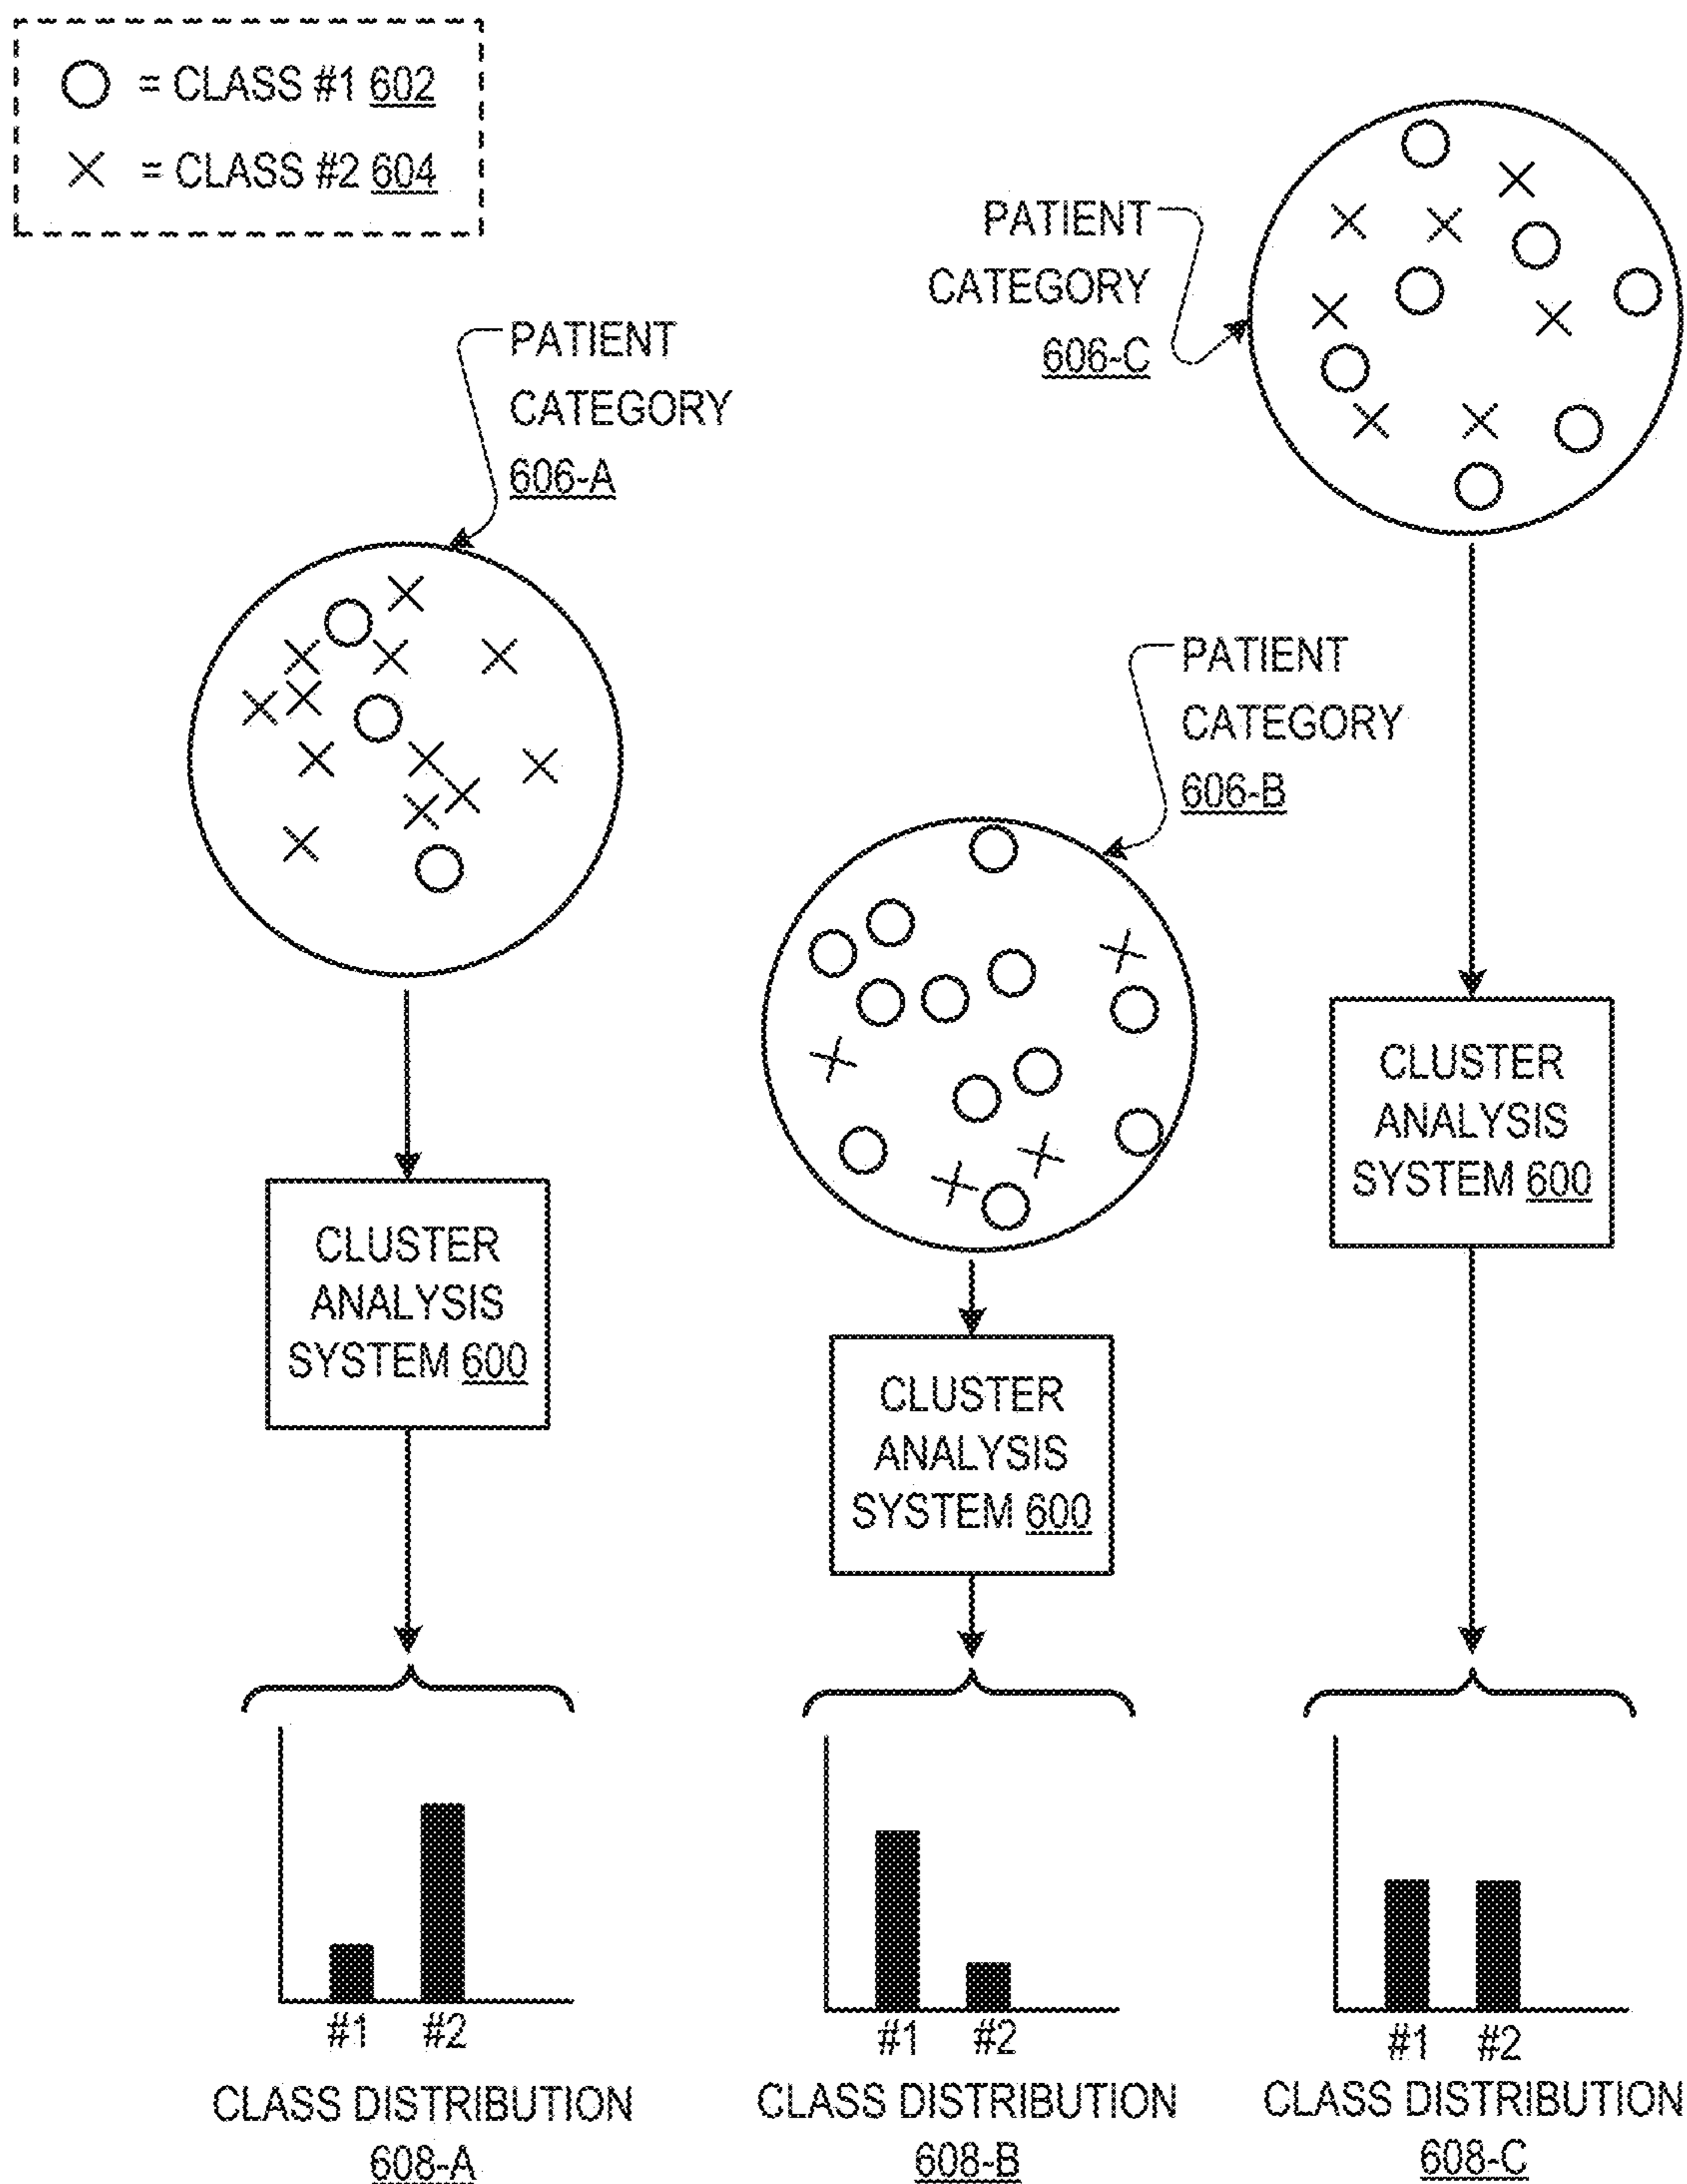 = CLASS #1 602
= CLASS #2 604
PATIENT
CATEGORY
606-C
PATIENT
CATEGORY
606-A
PATIENT
CATEGORY
606-B
CLUSTER
ANALYSIS
SYSTEM 600
CLUSTER
ANALYSIS
SYSTEM 600
CLUSTER
ANALYSIS
SYSTEM 600
#1 #2
CLASS DISTRIBUTION
608-A
#1 #2
CLASS DISTRIBUTION
608-B
#1 #2
CLASS DISTRIBUTION
608-C